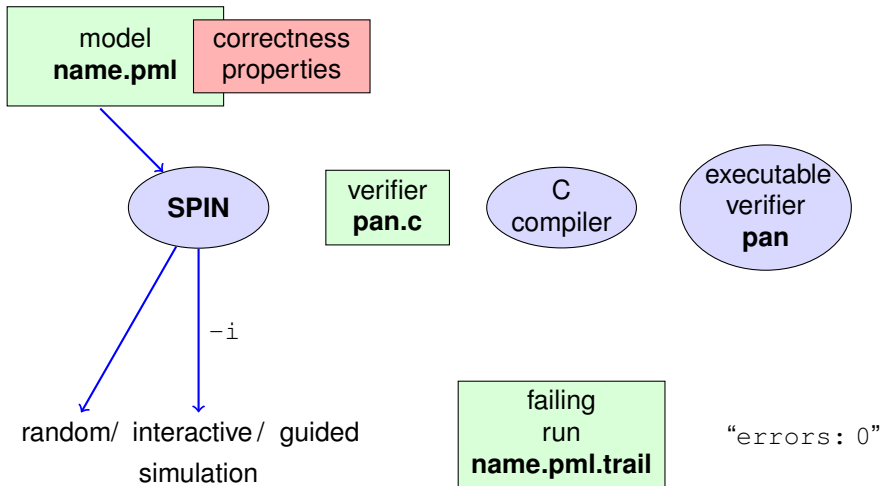 model
name.pml
correctness
properties
SPIN
verifier
pan.c
C
compiler
executable
verifier
pan
-i
random/ interactive / guided
simulation
failing
run
name.pml.trail
“errors: 0”